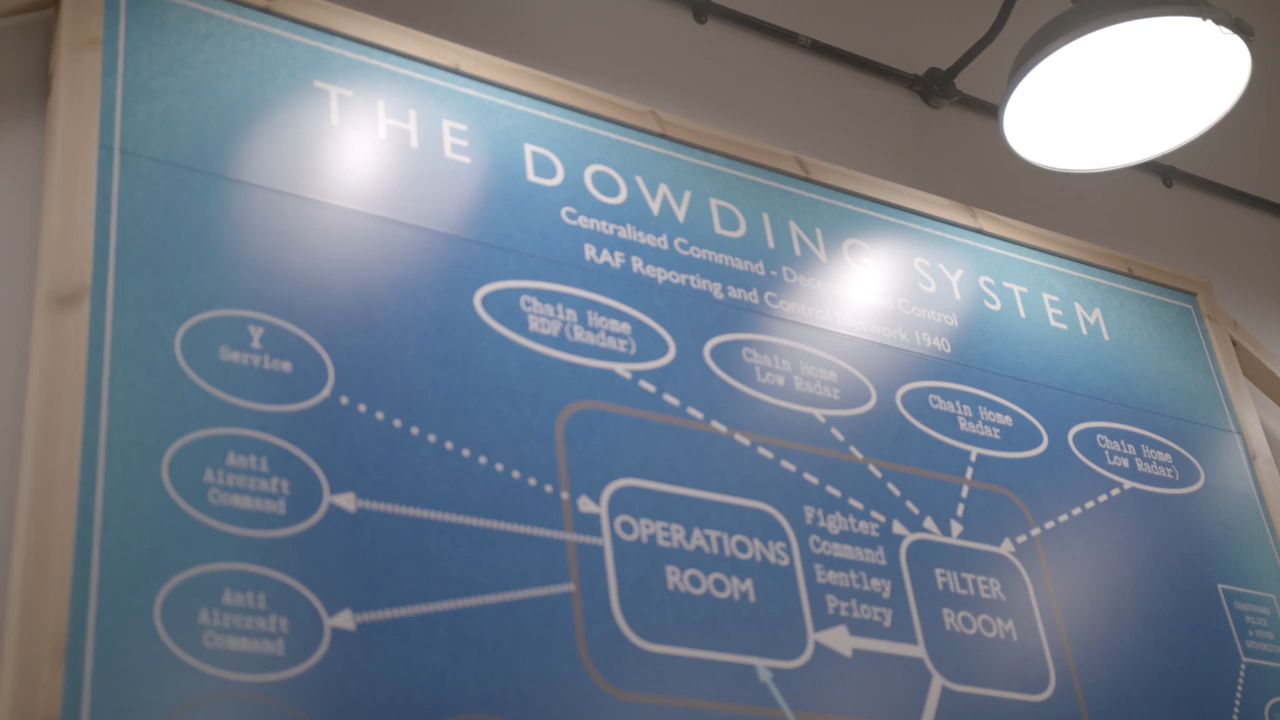 THE DOWDING SYSTEM
Centralised Command - Control
RAF Reporting and Control Network 1940
Y
Service
Chain Home
RDF(Radar)
Chain Home
Low Radar
Chain Home
Radar
Chain Home
Low Radar)
Anti
Aircraft
Command
OPERATIONS
ROOM
Fighter
Command
Bentley
Priory
FILTER
ROOM
Anti
Aircraft
Command